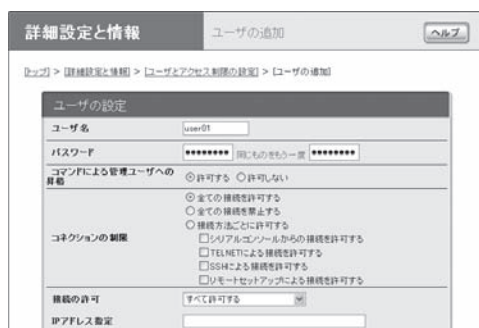 詳細設定と情報
ユーザの追加
ヘルプ
[トップ] > [詳細設定と情報] > [ユーザとアクセス制限の設定] > [ユーザの追加]
ユーザの設定
ユーザ名
user01
パスワード
●●●●●●●● 同じものをもう一度 ●●●●●●●●
コマンドによる管理ユーザへの昇格
許可する 許可しない
コネクションの制限
全ての接続を許可する
全ての接続を禁止する
接続方法ごとに許可する
シリアルコンソールからの接続を許可する
TELNETによる接続を許可する
SSHによる接続を許可する
リモートセットアップによる接続を許可する
接続の許可
すべて許可する
IPアドレス指定